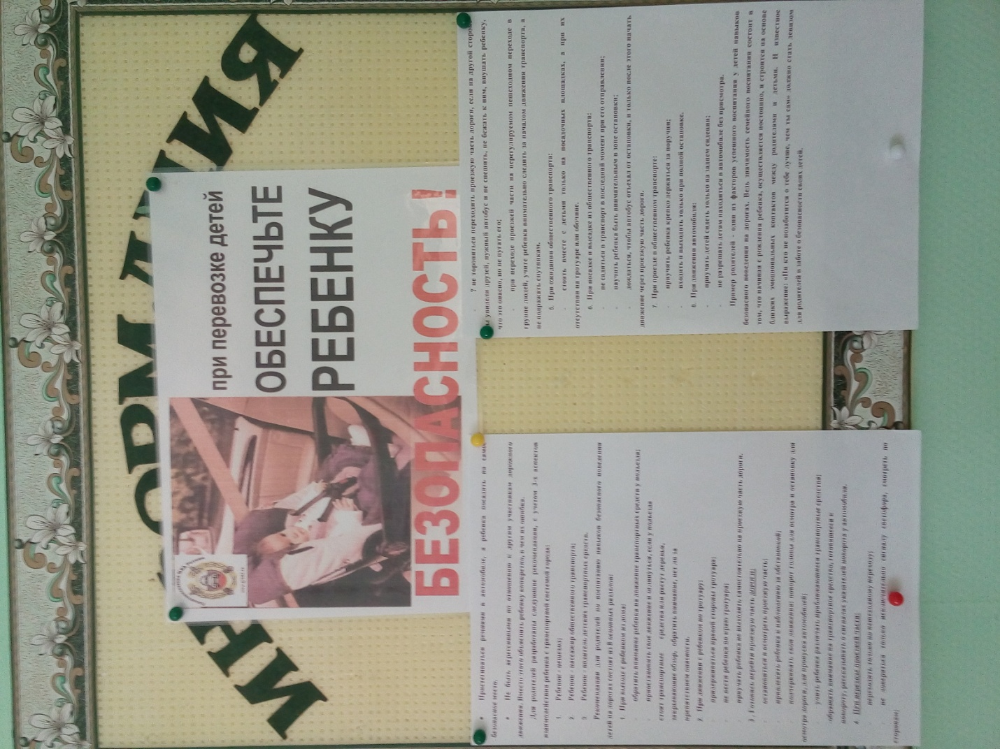 ИНФОРМАЦИЯ
при перевозке детей
ОБЕСПЕЧЬТЕ
РЕБЕНКУ
БЕЗОПАСНОСТЬ!
• Пристегиваться ремнями в автомобиле, а ребенка посадить на самое
безопасное место.
• Не быть агрессивными по отношению к другим участникам дорожного
движения. Вместо этого объяснить ребенку конкретно, в чем их ошибка.
Для родителей разработаны следующие рекомендации, с учетом 3-х аспектов
взаимодействия ребенка с транспортной системой города:
1. Ребенок - пешеход;
2. Ребенок - пассажир общественного транспорта;
3. Ребенок - водитель детских транспортных средств.
Рекомендации для родителей по воспитанию навыков безопасного поведения
детей на дорогах состоят из 8 основных разделов:
1. При выходе с ребенком из дома:
- обратить внимание ребенка на движение транспортных средств у подъезда;
- приостановить свое движение и оглянуться, если у подъезда
стоят транспортные средства или растут деревья,
закрывающие обзор, обратить внимание, нет ли за
препятствием опасности.
2. При движении с ребенком по тротуару:
- придерживаться правой стороны тротуара;
- не вести ребенка по краю тротуара;
- приучать ребенка не выходить самостоятельно на проезжую часть дороги.
3. Готовясь перейти проезжую часть дороги:
- остановиться и осмотреть проезжую часть;
- привлекать ребенка к наблюдению за обстановкой;
- подчеркивать свои движения: поворот головы для осмотра и остановку для
осмотра дороги, для пропуска автомобилей;
- учить ребенка различать приближающиеся транспортные средства;
- обращать внимание на транспортное средство, готовящееся к
повороту, рассказывать о сигналах указателей поворота у автомобиля.
4. При переходе проезжей части:
- переходить только по пешеходному переходу;
- не доверяться только исключительно сигналу светофора, смотреть по
сторонам;
- ? не торопиться переходить проезжую часть дороги, если на другой стороне
увидели друзей, нужный автобус и не спешить, не бежать к ним, внушать ребенку,
что это опасно, но не пугать его;
- при переходе проезжей части на нерегулируемом пешеходном переходе в
группе людей, учите ребенка внимательно следить за началом движения транспорта, а
не подражать спутникам.
5. При ожидании общественного транспорта:
- стоять вместе с детьми только на посадочных площадках, а при их
отсутствии на тротуаре или обочине.
6. При посадке и высадке из общественного транспорта:
- не садиться в транспорт в последний момент при его отправлении;
- научить ребенка быть внимательным в зоне остановки;
- дождаться, чтобы автобус отъехал от остановки, и только после этого начать
движение через проезжую часть дороги.
7. При проезде в общественном транспорте:
- приучить ребенка крепко держаться за поручни;
- входить и выходить только при полной остановке.
8. При движении автомобиля:
- приучать детей сидеть только на заднем сидении;
- не разрешать детям находиться в автомобиле без присмотра.
Пример родителей - один из факторов успешного воспитания у детей навыков
безопасного поведения на дорогах. Ведь значимость семейного воспитания состоит в
том, что начиная с рождения ребенка, осуществляется постоянно, и строится на основе
близких эмоциональных контактов между родителями и детьми. И известное
выражение: «Ни кто не позаботится о тебе лучше, чем ты сам» должно стать девизом
для родителей в заботе о безопасности своих детей.